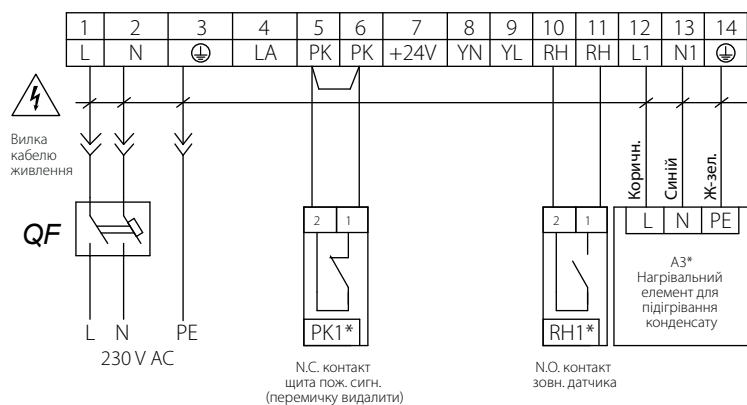 1 2 3 4 5 6 7 8 9 10 11 12 13 14
L N LA PK PK +24V YN YL RH RH L1 N1
Вилка
кабелю
живлення
Коричн.
Синій
Ж-зел.
QF
2 1
2 1
L N PE
A3*
Нагрівальний
елемент для
підігрівання
конденсату
L N PE
230 V AC
PK1*
RH1*
N.C. контакт
щита пож. сигн.
(перемичку видалити)
N.O. контакт
зовн. датчика